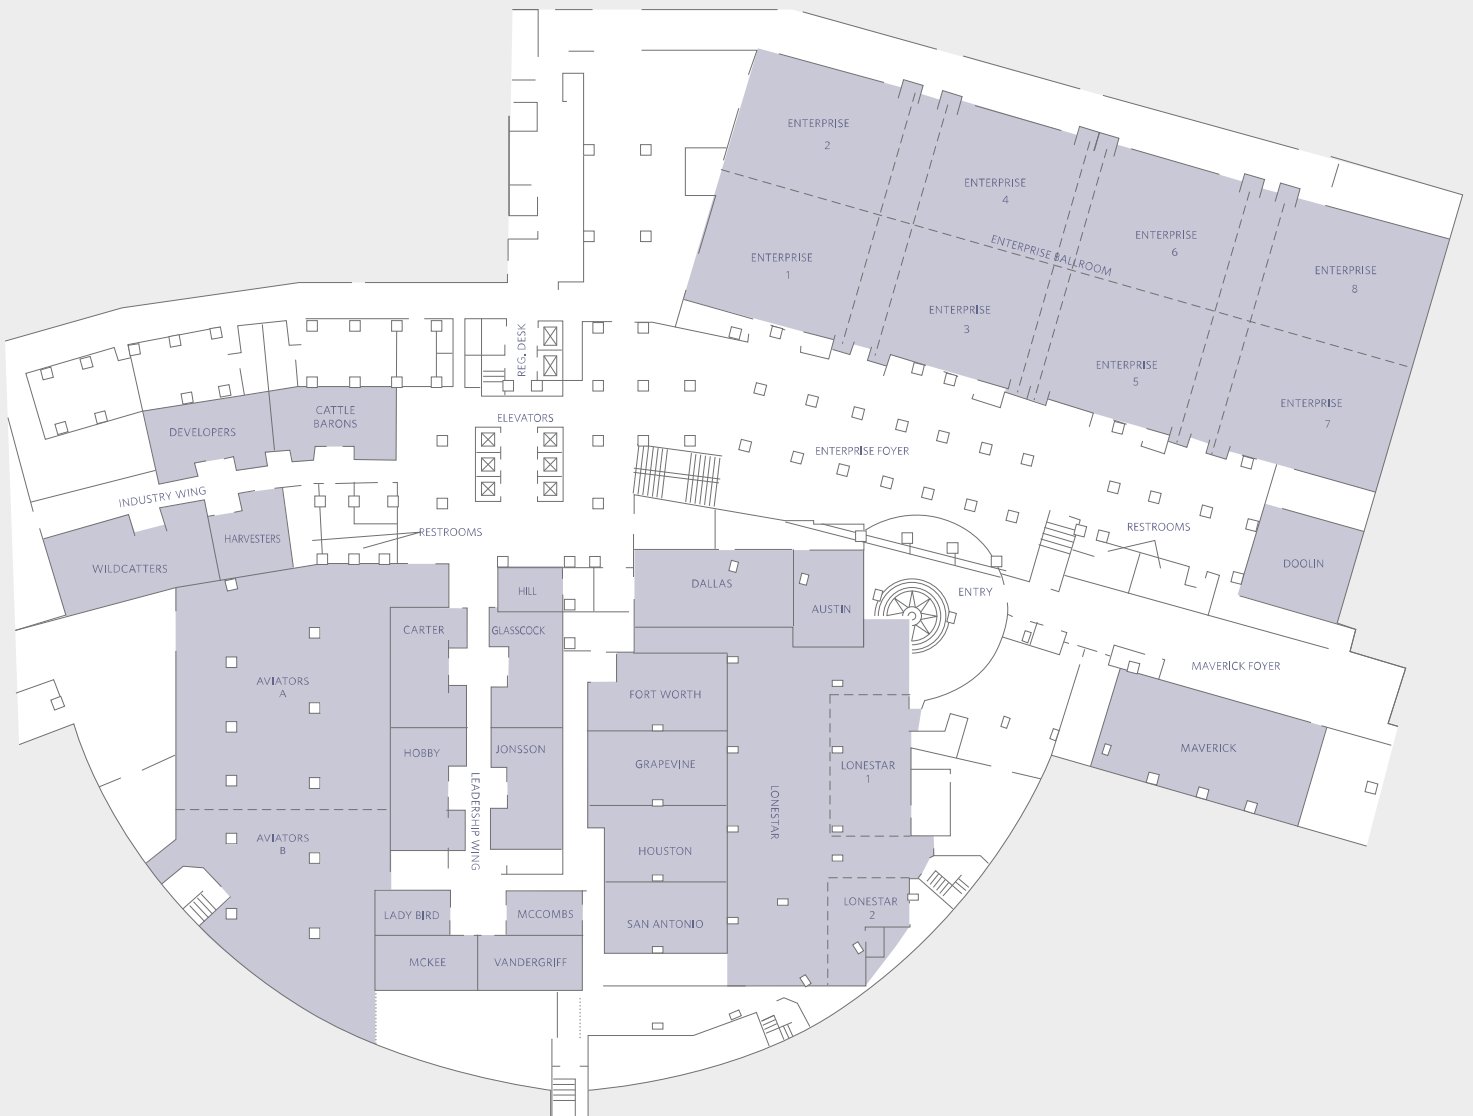 ENTERPRISE
2
ENTERPRISE
4
ENTERPRISE
6
ENTERPRISE
8
ENTERPRISE BALLROOM
ENTERPRISE
1
ENTERPRISE
3
ENTERPRISE
5
ENTERPRISE
7
REG. DESK
ELEVATORS
CATTLE
BARONS
DEVELOPERS
ENTERPRISE FOYER
INDUSTRY WING
HARVESTERS
WILDCATTERS
RESTROOMS
RESTROOMS
DOOLIN
HILL
DALLAS
AUSTIN
ENTRY
CARTER
GLASSCOCK
MAVERICK FOYER
AVIATORS
A
FORT WORTH
HOBBY
JONSSON
GRAPEVINE
LONESTAR
1
MAVERICK
LEADERSHIP WING
LONESTAR
AVIATORS
B
HOUSTON
LADY BIRD
MCCOMBS
SAN ANTONIO
LONESTAR
2
MCKEE
VANDERGRIFF